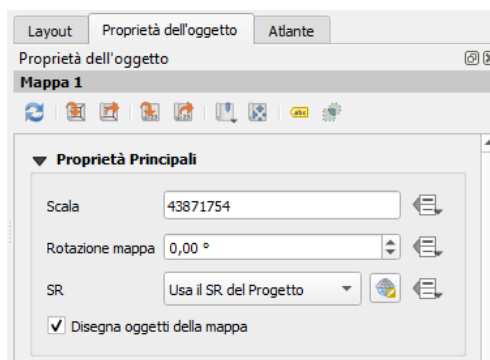 Layout Proprietà dell'oggetto Atlante
Proprietà dell'oggetto
Mappa 1
abc
Proprietà Principali
Scala 43871754
Rotazione mappa 0,00 °
SR Usa il SR del Progetto
Disegna oggetti della mappa